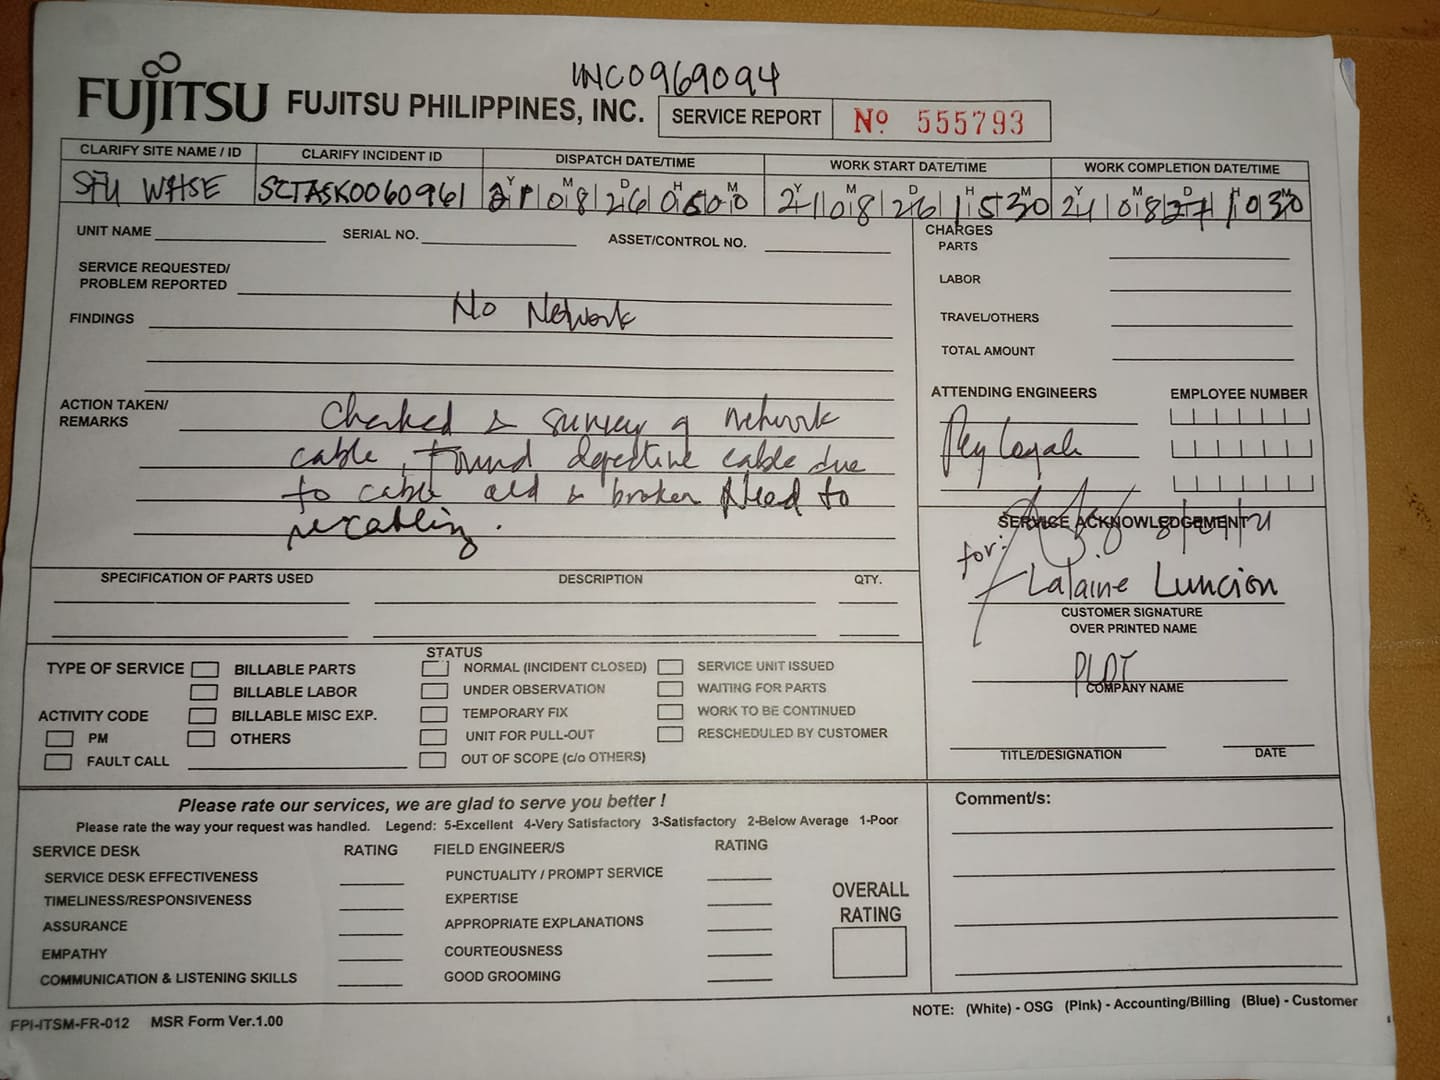 INC0969094
FUJITSU FUJITSU PHILIPPINES, INC. SERVICE REPORT Nº 555793
CLARIFY SITE NAME / ID CLARIFY INCIDENT ID DISPATCH DATE/TIME WORK START DATE/TIME WORK COMPLETION DATE/TIME
Y M D H M Y M D H M Y M D H M
SFU WHSE SCTASK0060961 21 08 26 0500 21 08 26 1530 21 08 27 1030
UNIT NAME SERIAL NO. ASSET/CONTROL NO.
SERVICE REQUESTED/
PROBLEM REPORTED
No Network
FINDINGS
ACTION TAKEN/
REMARKS
Checked & survey of network
cable, found defective cable due
to cable old & broken Need to
recabling.
CHARGES
PARTS
LABOR
TRAVEL/OTHERS
TOTAL AMOUNT
ATTENDING ENGINEERS EMPLOYEE NUMBER
SERVICE ACKNOWLEDGEMENT
for:
Lalaine Luncion
CUSTOMER SIGNATURE
OVER PRINTED NAME
PLDT
COMPANY NAME
TITLE/DESIGNATION DATE
SPECIFICATION OF PARTS USED DESCRIPTION QTY.
STATUS
TYPE OF SERVICE BILLABLE PARTS NORMAL (INCIDENT CLOSED) SERVICE UNIT ISSUED
BILLABLE LABOR UNDER OBSERVATION WAITING FOR PARTS
ACTIVITY CODE BILLABLE MISC EXP. TEMPORARY FIX WORK TO BE CONTINUED
PM OTHERS UNIT FOR PULL-OUT RESCHEDULED BY CUSTOMER
FAULT CALL OUT OF SCOPE (c/o OTHERS)
Please rate our services, we are glad to serve you better !
Please rate the way your request was handled. Legend: 5-Excellent 4-Very Satisfactory 3-Satisfactory 2-Below Average 1-Poor
SERVICE DESK RATING FIELD ENGINEER/S RATING
SERVICE DESK EFFECTIVENESS PUNCTUALITY / PROMPT SERVICE
TIMELINESS/RESPONSIVENESS EXPERTISE
ASSURANCE APPROPRIATE EXPLANATIONS
EMPATHY COURTEOUSNESS
COMMUNICATION & LISTENING SKILLS GOOD GROOMING
OVERALL
RATING
Comment/s:
FPI-ITSM-FR-012 MSR Form Ver.1.00
NOTE: (White) - OSG (Pink) - Accounting/Billing (Blue) - Customer